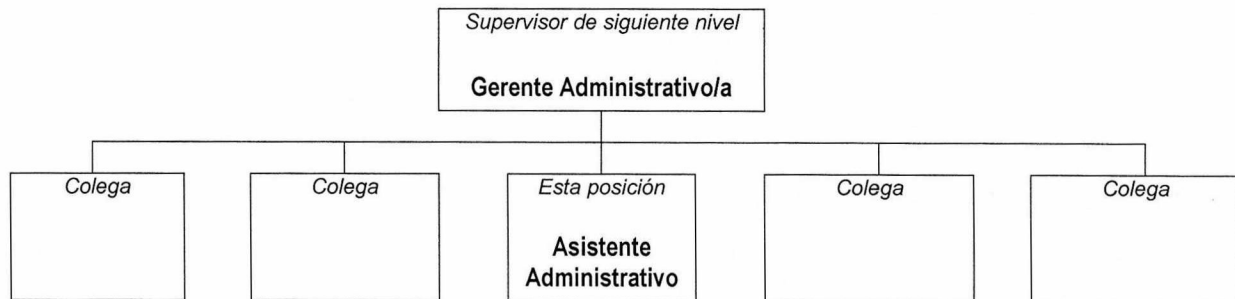 Supervisor de siguiente nivel
Gerente Administrativo/a
Colega
Colega
Esta posición
Colega
Colega
Asistente
Administrativo